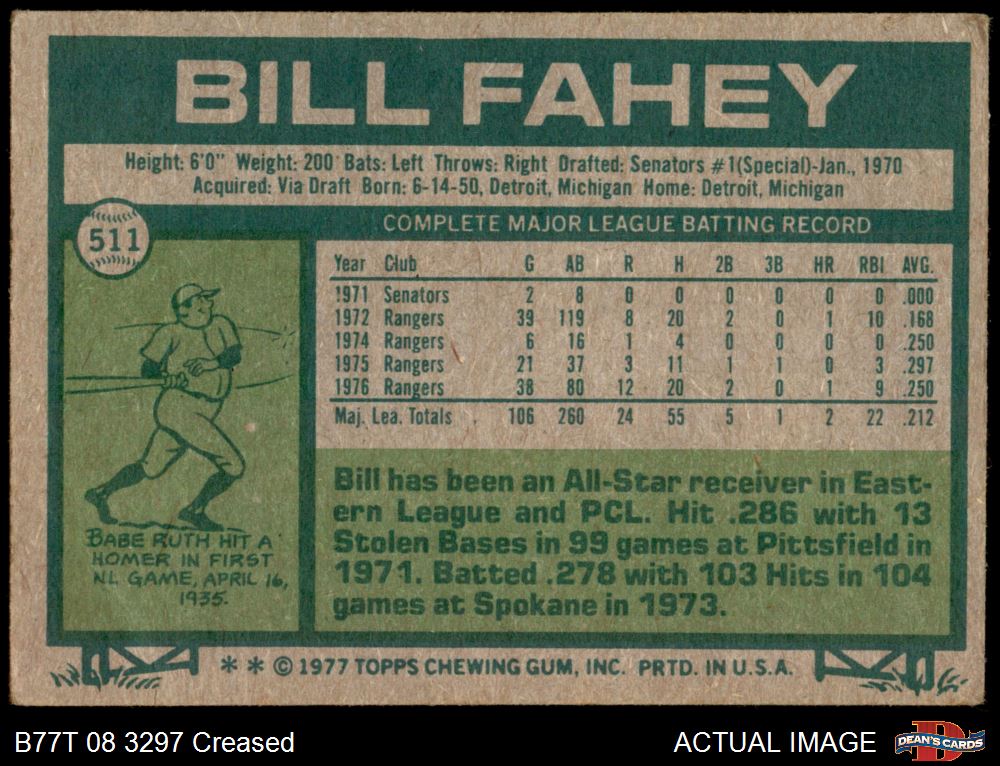 BILL FAHEY
Height: 6'0" Weight: 200 Bats: Left Throws: Right Drafted: Senators #1(Special)-Jan., 1970
Acquired: Via Draft Born: 6-14-50, Detroit, Michigan Home: Detroit, Michigan
511
COMPLETE MAJOR LEAGUE BATTING RECORD
Year Club G AB R H 2B 3B HR RBI AVG.
1971 Senators 2 8 0 0 0 0 0 0 .000
1972 Rangers 39 119 8 20 2 0 1 10 .168
1974 Rangers 6 16 1 4 0 0 0 0 .250
1975 Rangers 21 37 3 11 1 1 0 3 .297
1976 Rangers 38 80 12 20 2 0 1 9 .250
Maj. Lea. Totals 106 260 24 55 5 1 2 22 .212
BABE RUTH HIT A
HOMER IN FIRST
NL GAME, APRIL 16,
1935.
Bill has been an All-Star receiver in East-
ern League and PCL. Hit .286 with 13
Stolen Bases in 99 games at Pittsfield in
1971. Batted .278 with 103 Hits in 104
games at Spokane in 1973.
* * © 1977 TOPPS CHEWING GUM, INC. PRTD. IN U.S.A.
B77T 08 3297 Creased
ACTUAL IMAGE
D
DEAN'S CARDS